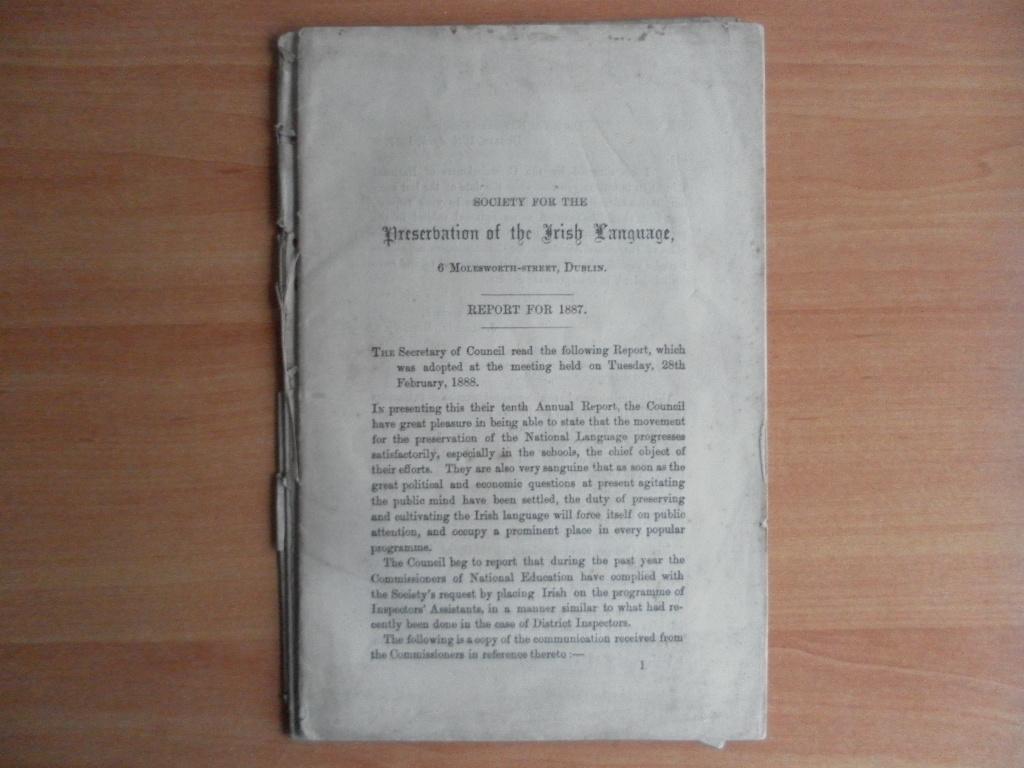 SOCIETY FOR THE
Preservation of the Irish Language,
6 MOLESWORTH-STREET, DUBLIN.
REPORT FOR 1887.
THE Secretary of Council read the following Report, which
was adopted at the meeting held on Tuesday, 28th
February, 1888.
IN presenting this their tenth Annual Report, the Council
have great pleasure in being able to state that the movement
for the preservation of the National Language progresses
satisfactorily, especially in the schools, the chief object of
their efforts. They are also very sanguine that as soon as the
great political and economic questions at present agitating
the public mind have been settled, the duty of preserving
and cultivating the Irish language will force itself on public
attention, and occupy a prominent place in every popular
programme.
The Council beg to report that during the past year the
Commissioners of National Education have complied with
the Society's request by placing Irish on the programme of
Inspectors' Assistants, in a manner similar to what had re-
cently been done in the case of District Inspectors.
The following is a copy of the communication received from
the Commissioners in reference thereto :—
1